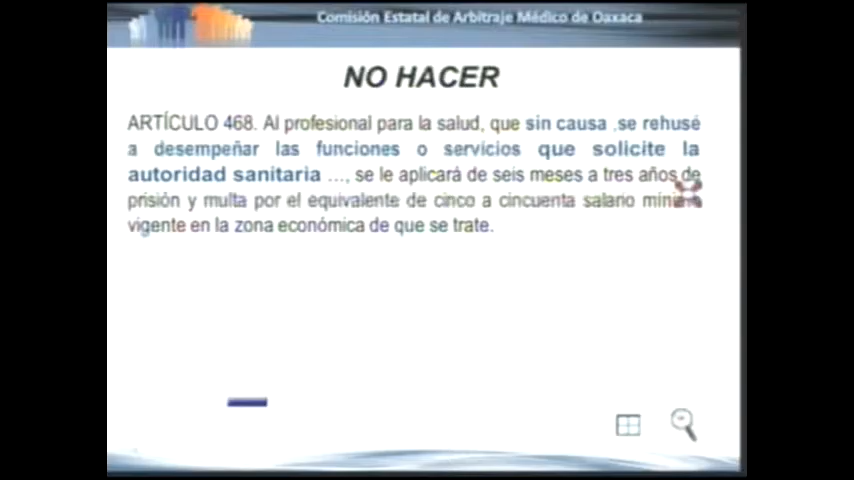 Comisión Estatal de Arbitraje Médico de Oaxaca
NO HACER
ARTÍCULO 468. Al profesional para la salud, que sin causa ,se rehusé
a desempeñar las funciones o servicios que solicite la
autoridad sanitaria ..., se le aplicará de seis meses a tres años de
prisión y multa por el equivalente de cinco a cincuenta salario mínimo
vigente en la zona económica de que se trate.